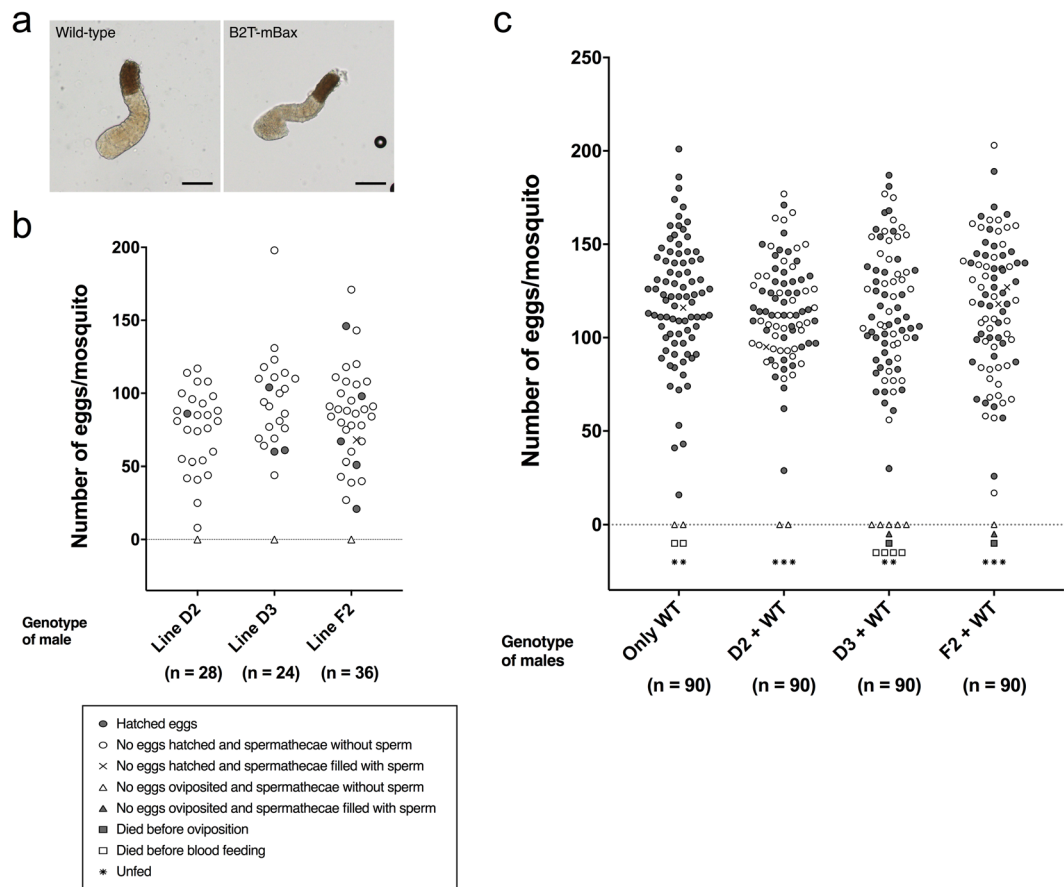 a
Wild-type
B2T-mBax
b
Number of eggs/mosquito
200
150
100
50
0
Genotype
of male
Line D2
Line D3
Line F2
(n = 28)
(n = 24)
(n = 36)
Hatched eggs
No eggs hatched and spermathecae without sperm
No eggs hatched and spermathecae filled with sperm
No eggs oviposited and spermathecae without sperm
No eggs oviposited and spermathecae filled with sperm
Died before oviposition
Died before blood feeding
Unfed
c
Number of eggs/mosquito
250
200
150
100
50
0
Genotype
of males
Only WT
D2 + WT
D3 + WT
F2 + WT
(n = 90)
(n = 90)
(n = 90)
(n = 90)